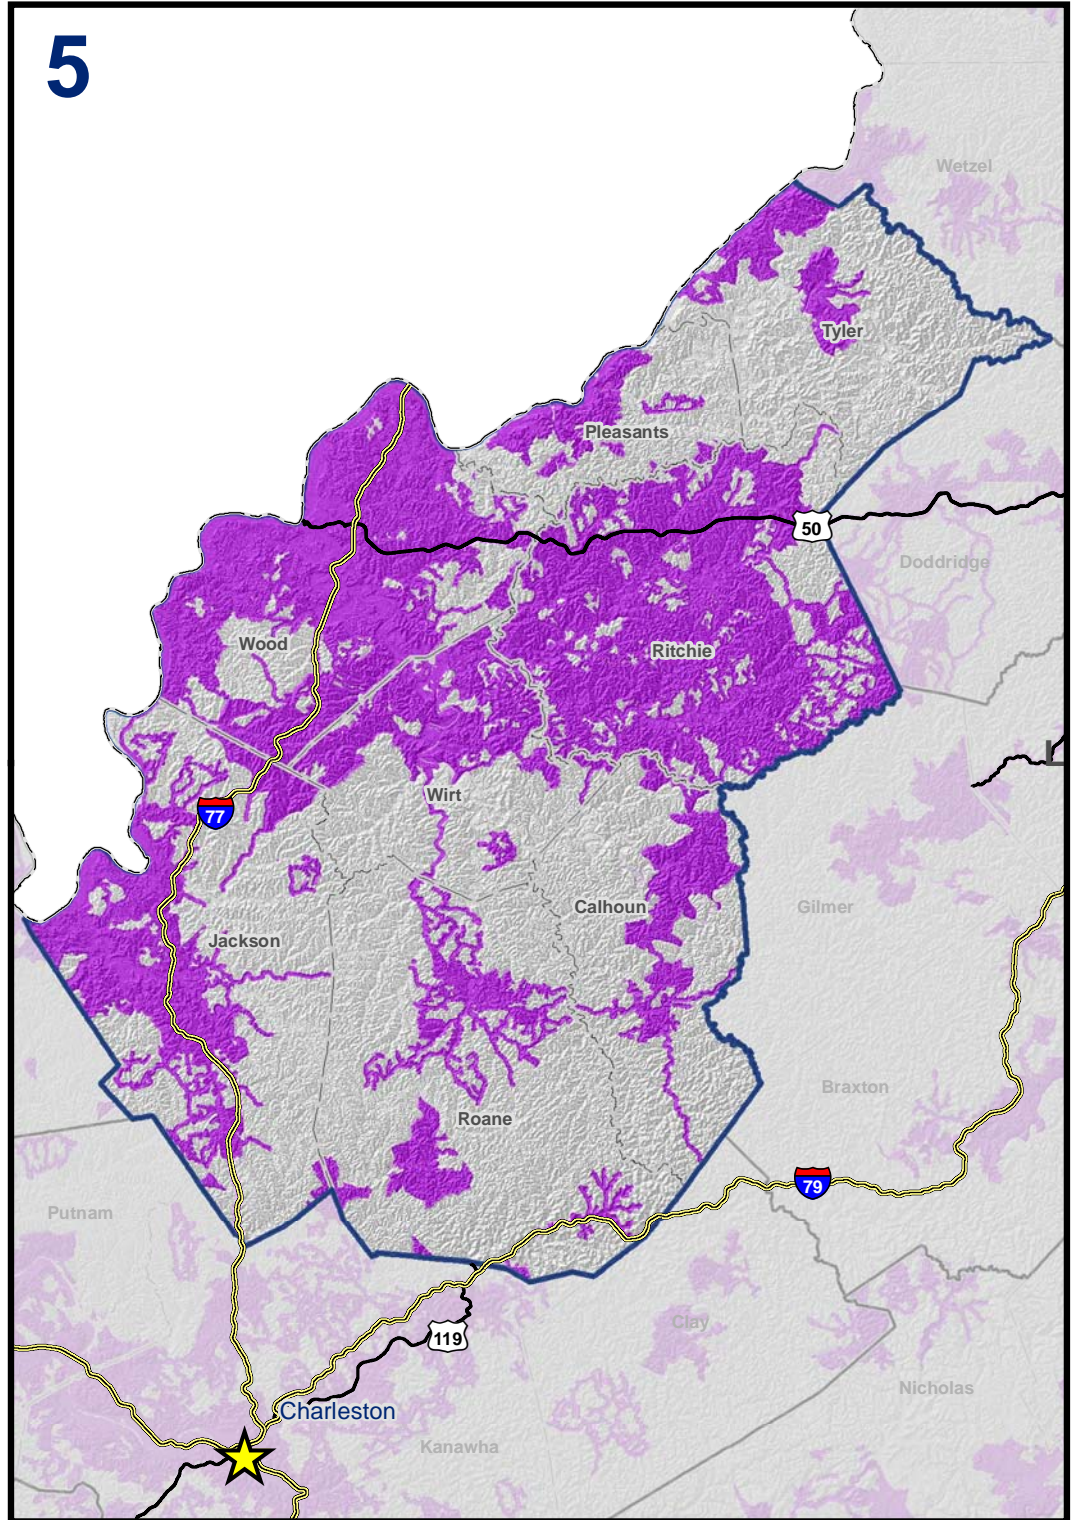 5
Wetzel
Tyler
Pleasants
50
Doddridge
Wood
Ritchie
Wirt
77
Calhoun
Gilmer
Jackson
Braxton
Roane
79
Putnam
Clay
119
Nicholas
Charleston
Kanawha